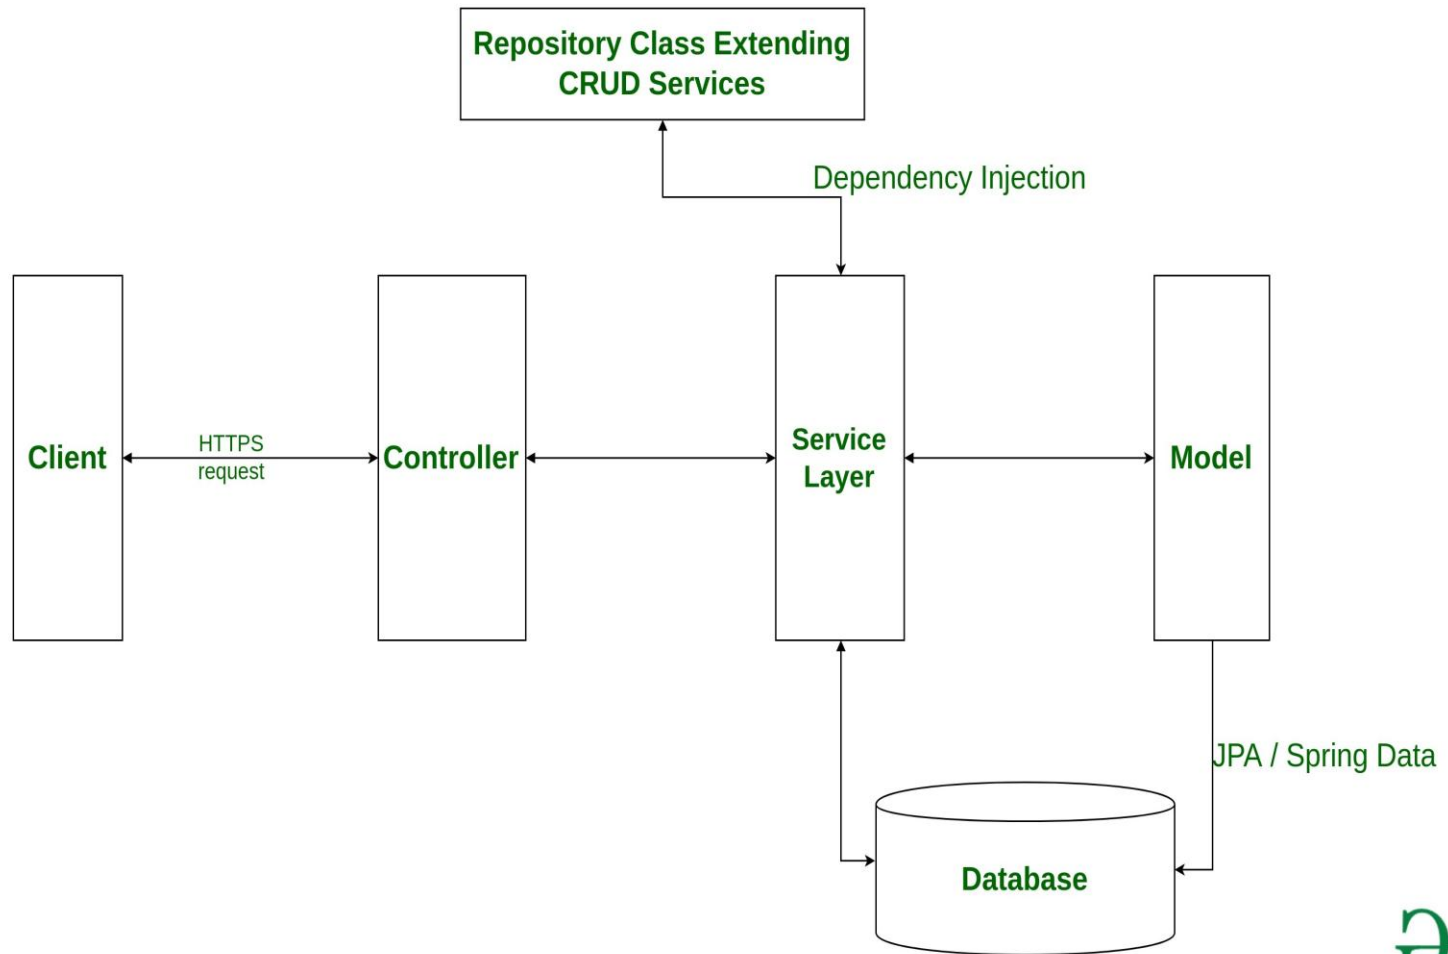 Repository Class Extending
CRUD Services
Dependency Injection
Client
HTTPS
request
Controller
Service
Layer
Model
JPA / Spring Data
Database